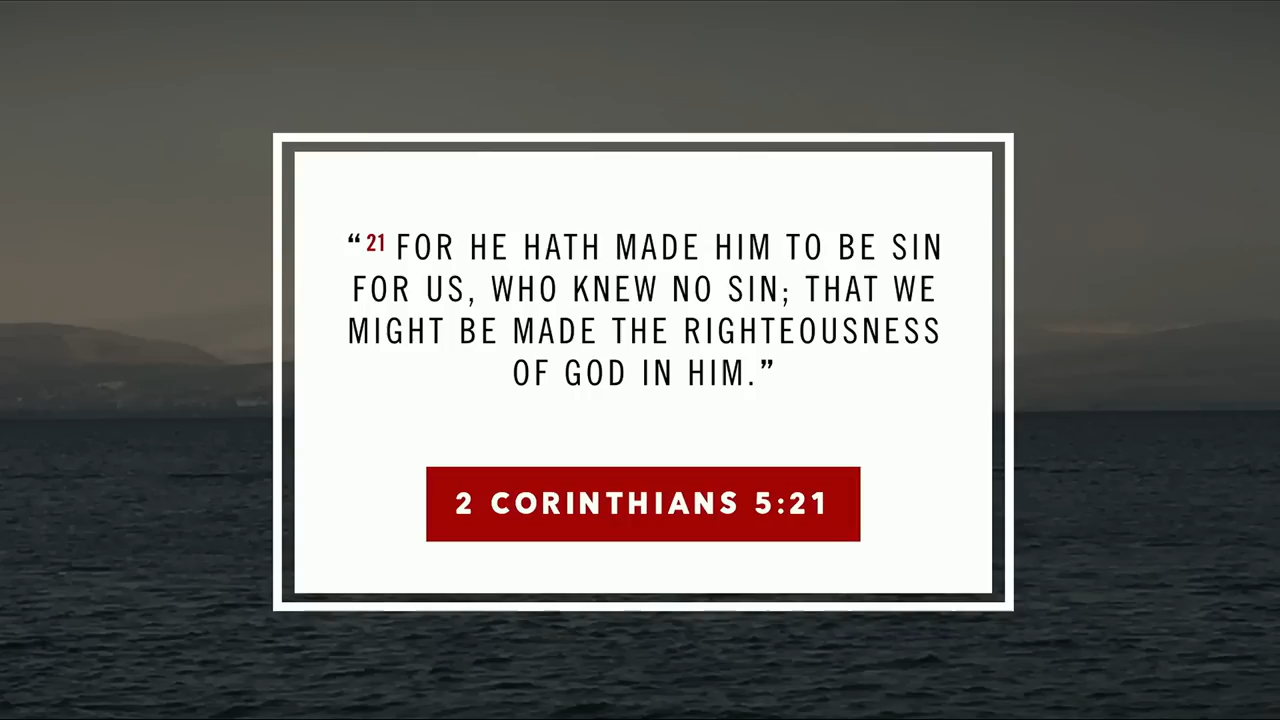 “21 FOR HE HATH MADE HIM TO BE SIN
FOR US, WHO KNEW NO SIN; THAT WE
MIGHT BE MADE THE RIGHTEOUSNESS
OF GOD IN HIM.”
2 CORINTHIANS 5:21